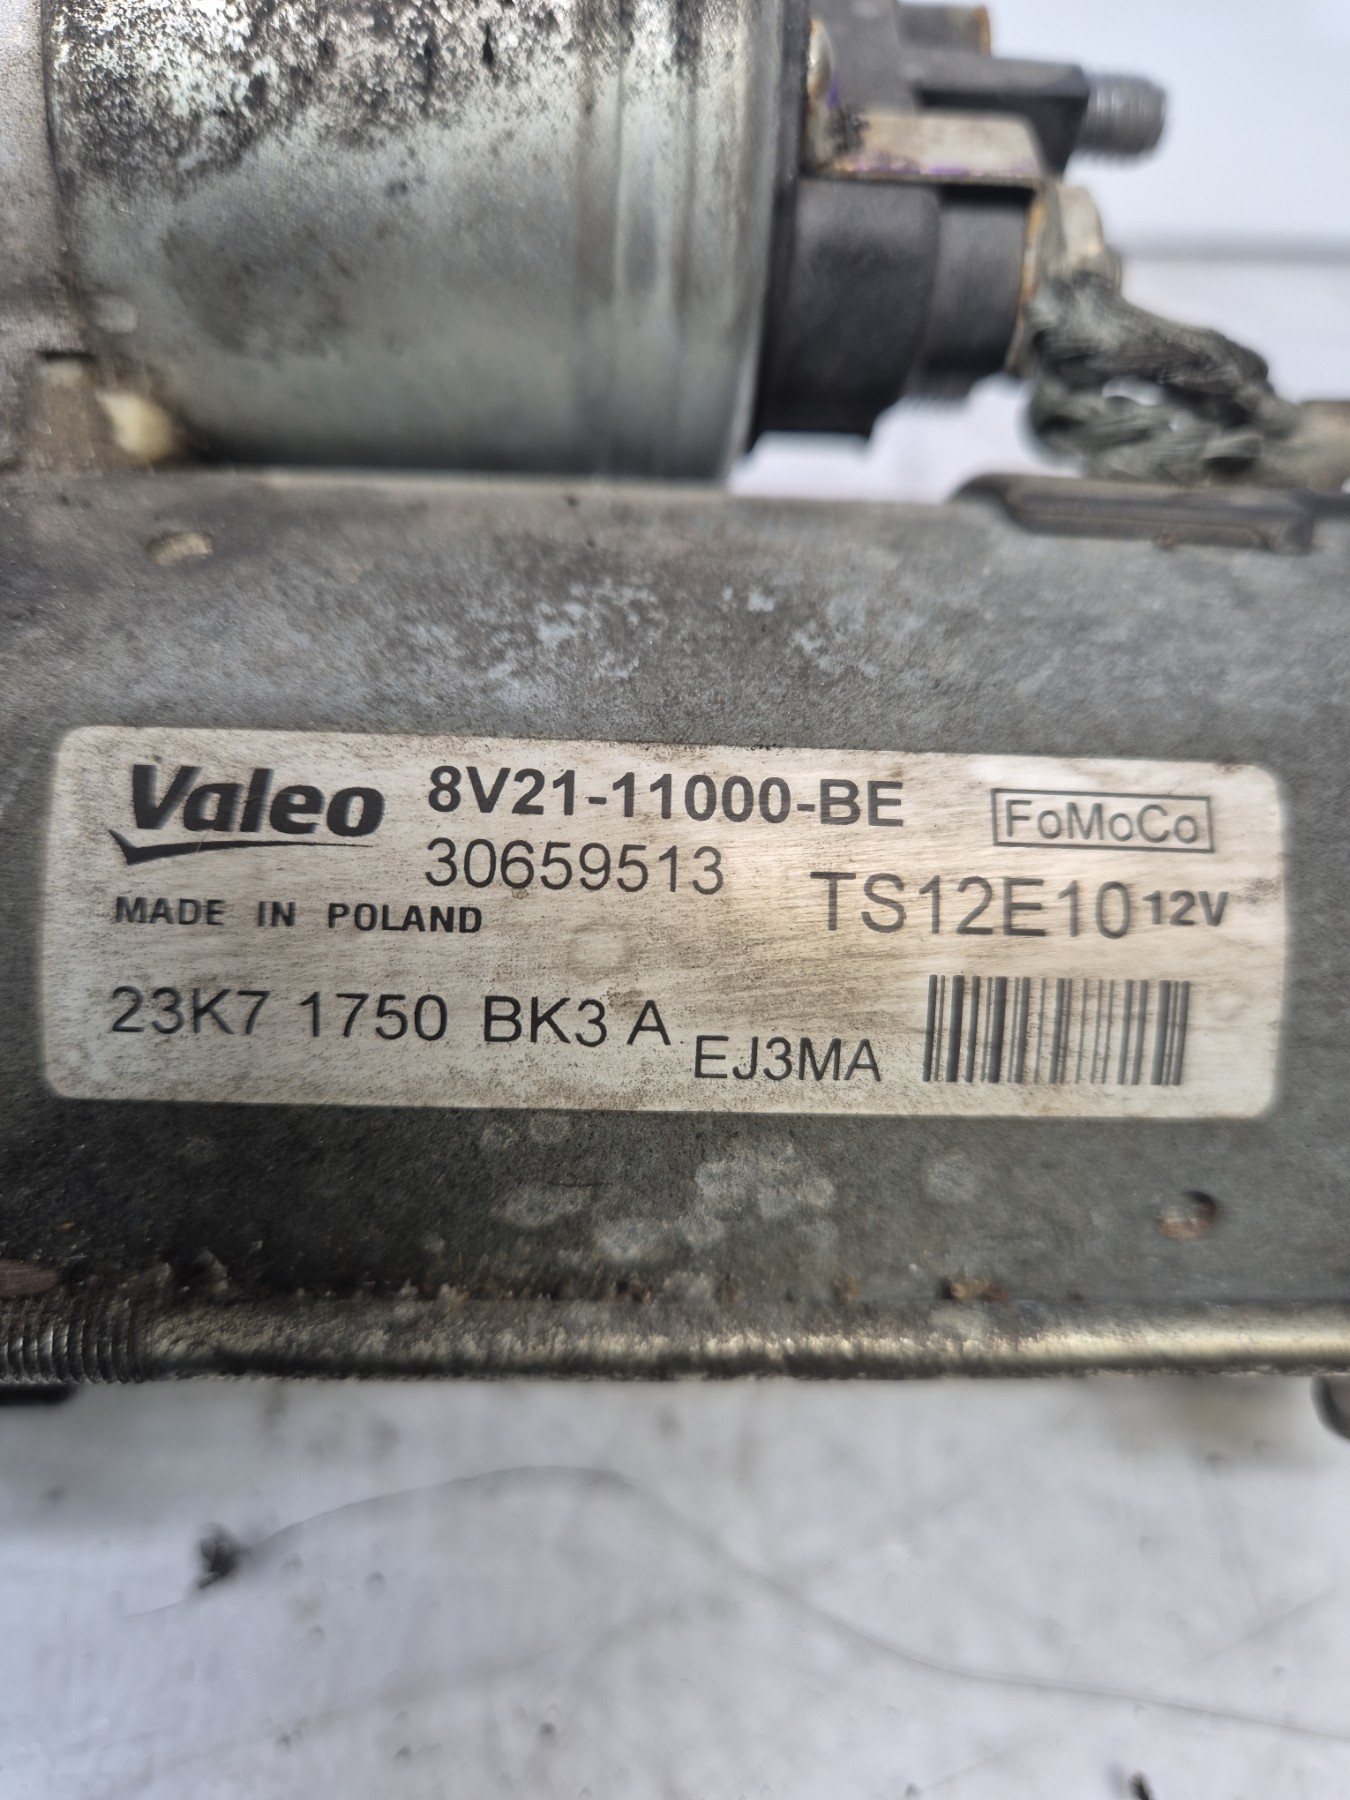 Valeo 8V21-11000-BE FoMoCo
30659513 TS12E10 12V
MADE IN POLAND
23K7 1750 BK3 A EJ3MA